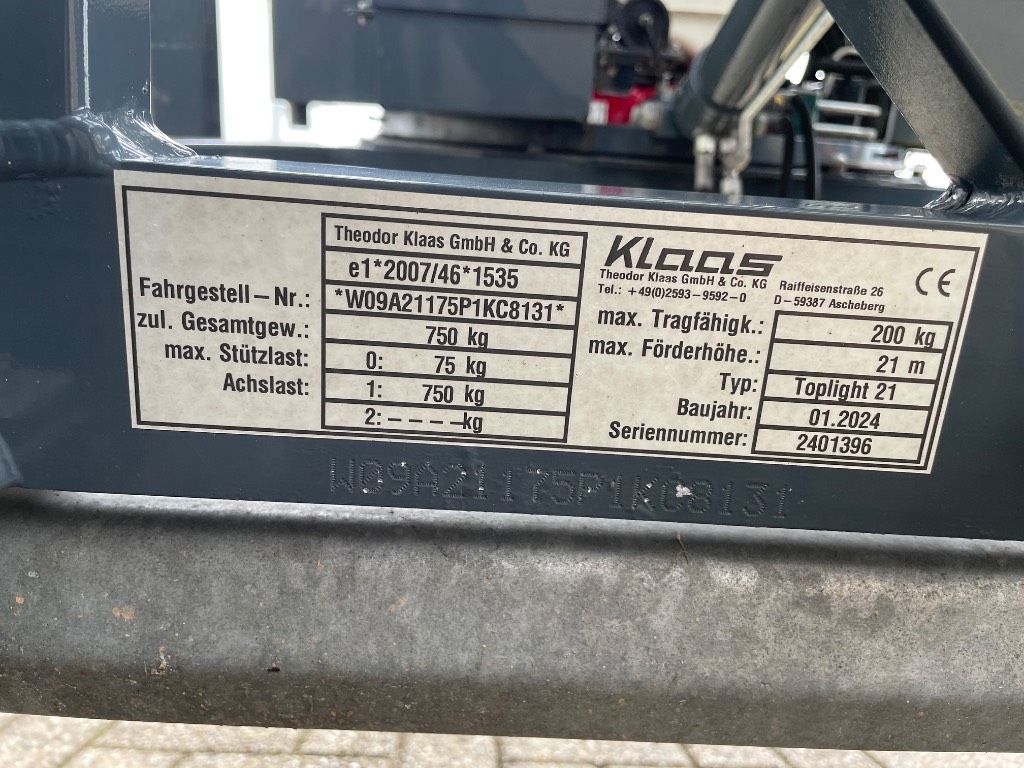 Theodor Klaas GmbH & Co. KG
e1*2007/46*1535
Fahrgestell–Nr.: *W09A21175P1KC8131*
zul. Gesamtgew.: 750 kg
max. Stützlast: 0: 75 kg
Achslast: 1: 750 kg
2: – – – –kg
Klaas
Theodor Klaas GmbH & Co. KG Raiffeisenstraße 26
Tel.: +49(0)2593–9592–0 D–59387 Ascheberg
CE
max. Tragfähigk.: 200 kg
max. Förderhöhe.: 21 m
Typ: Toplight 21
Baujahr: 01.2024
Seriennummer: 2401396
W09A21175P1KC8131